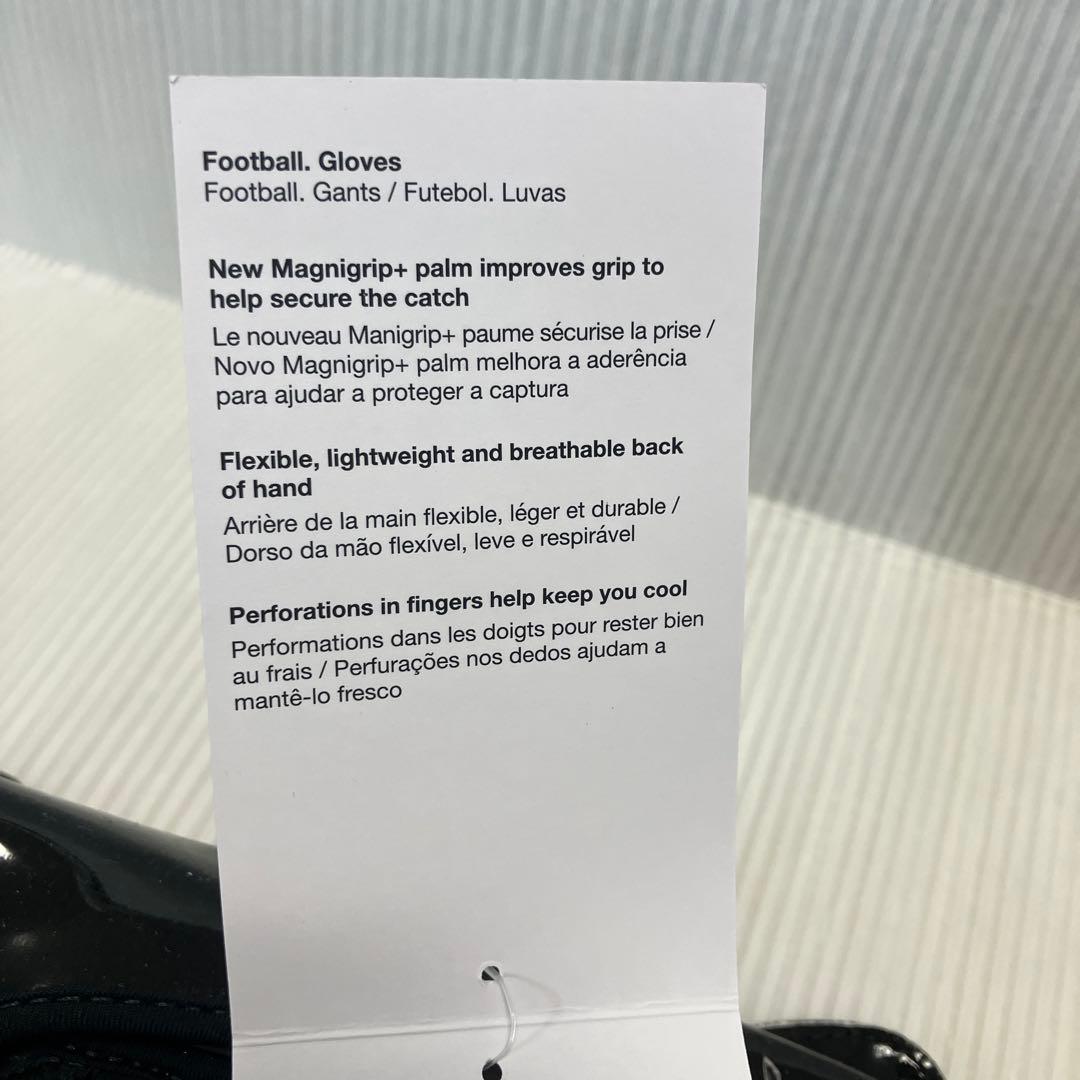 Football. Gloves
Football. Gants / Futebol. Luvas
New Magnigrip+ palm improves grip to
help secure the catch
Le nouveau Manigrip+ paume sécurise la prise /
Novo Magnigrip+ palm melhora a aderência
para ajudar a proteger a captura
Flexible, lightweight and breathable back
of hand
Arrière de la main flexible, léger et durable /
Dorso da mão flexível, leve e respirável
Perforations in fingers help keep you cool
Performations dans les doigts pour rester bien
au frais / Perfurações nos dedos ajudam a
mantê-lo fresco